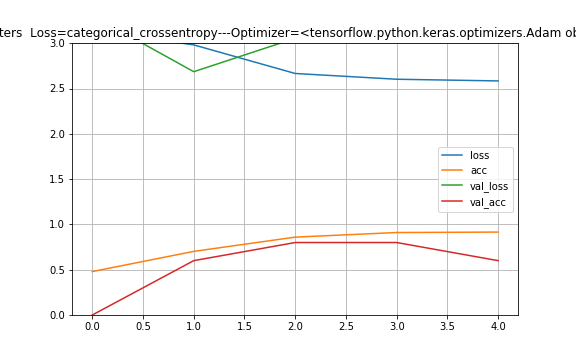 ters Loss=categorical_crossentropy---Optimizer=<tensorflow.python.keras.optimizers.Adam ob
3.0
2.5
2.0
1.5
1.0
0.5
0.0
loss
acc
val_loss
val_acc
0.0 0.5 1.0 1.5 2.0 2.5 3.0 3.5 4.0